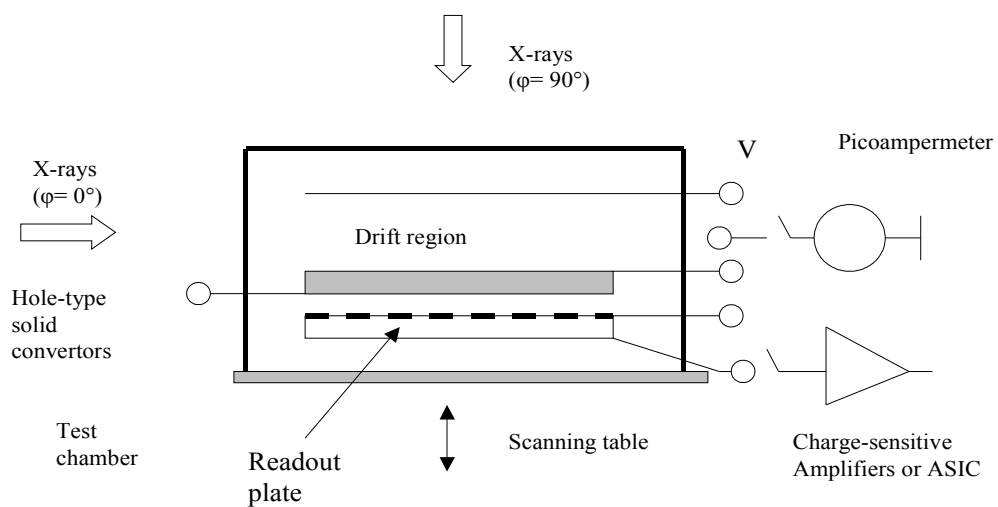 X-rays
(φ= 90°)
V
Picoampermeter
X-rays
(φ= 0°)
Drift region
Hole-type
solid
convertors
Test
chamber
Readout
plate
Scanning table
Charge-sensitive
Amplifiers or ASIC